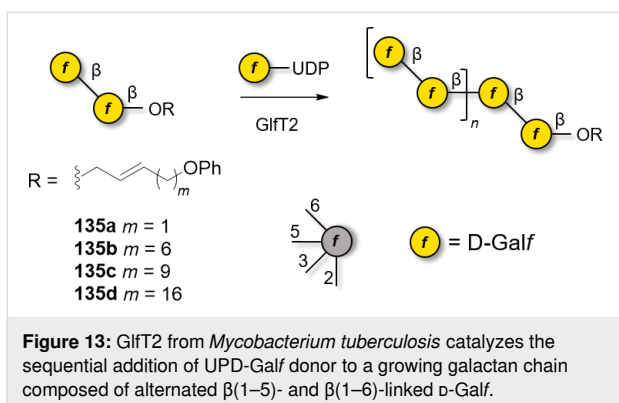 f β f β OR
f UDP
GlfT2
f β f β n f β f β OR
R = OPh m
135a m = 1
135b m = 6
135c m = 9
135d m = 16
6 5 3 2 f
f = D-Galf
Figure 13: GlfT2 from Mycobacterium tuberculosis catalyzes the
sequential addition of UPD-Galf donor to a growing galactan chain
composed of alternated β(1–5)- and β(1–6)-linked D-Galf.